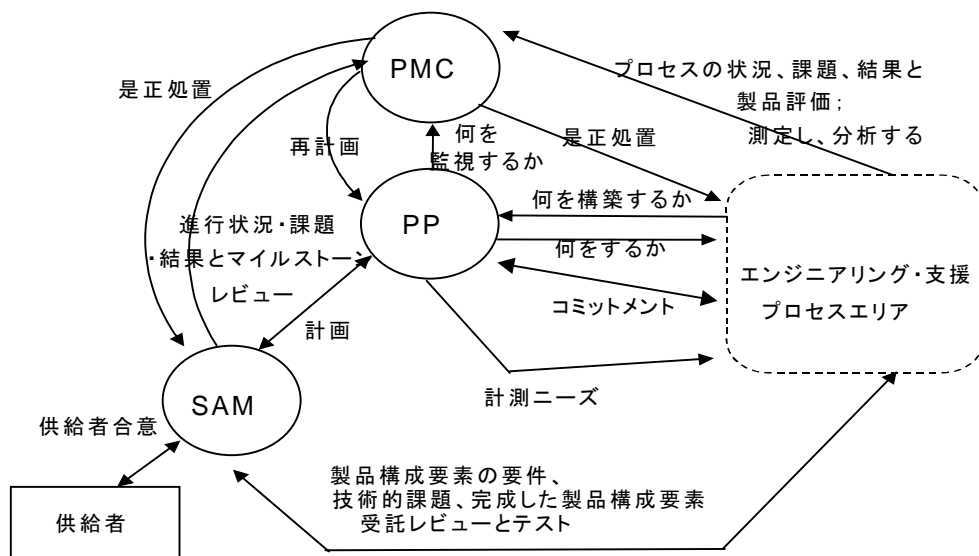 PMC
プロセスの状況、課題、結果と
製品評価;
測定し、分析する
是正処置
再計画
何を
監視するか
是正処置
何を構築するか
PP
何をするか
進行状況・課題
・結果とマイルストーン
レビュー
エンジニアリング・支援
プロセスエリア
コミットメント
計画
計測ニーズ
SAM
供給者合意
製品構成要素の要件、
技術的課題、完成した製品構成要素
受託レビューとテスト
供給者